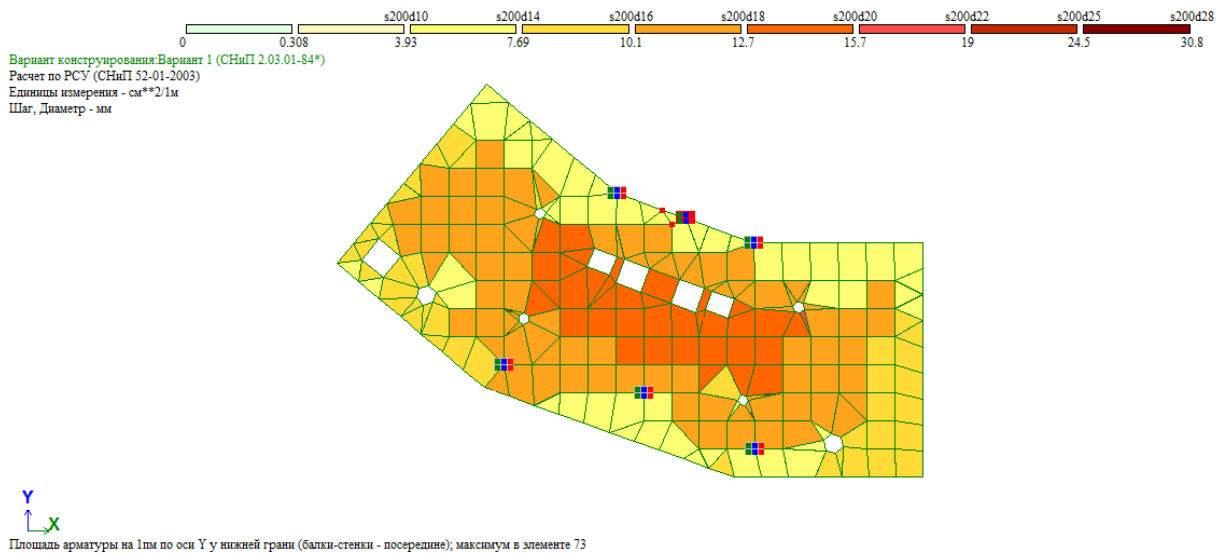 s200d10 s200d14 s200d16 s200d18 s200d20 s200d22 s200d25 s200d28
0 0.308 3.93 7.69 10.1 12.7 15.7 19 24.5 30.8
Вариант конструирования:Вариант 1 (СНиП 2.03.01-84*)
Расчет по РСУ (СНиП 52-01-2003)
Единицы измерения - см**2/1м
Шаг, Диаметр - мм
Y
X
Площадь арматуры на 1пм по оси Y у нижней грани (балки-стенки - посередине); максимум в элементе 73